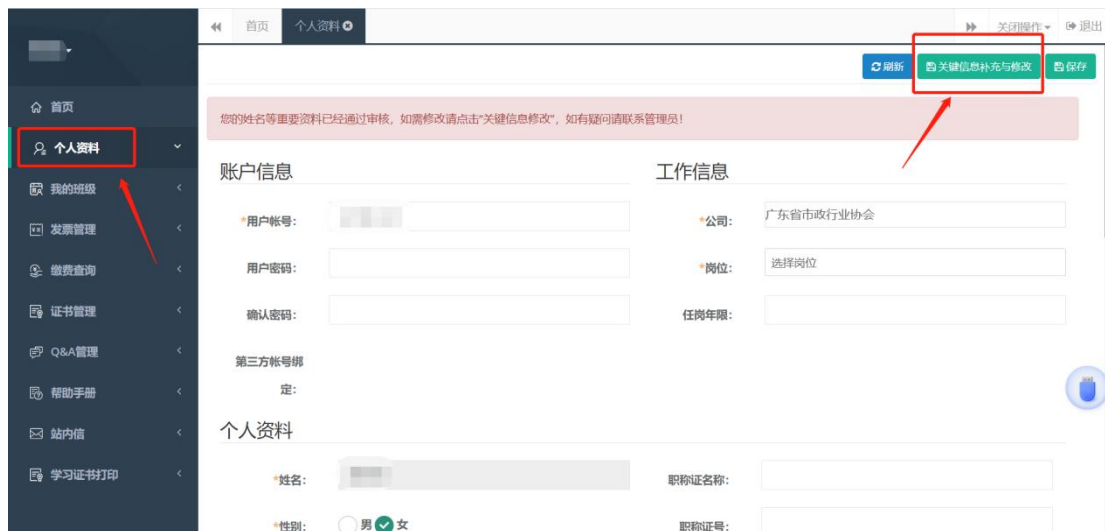 首页 个人资料 关闭操作 退出
刷新 关键信息补充与修改 保存
首页
您的姓名等重要资料已经通过审核，如需修改请点击“关键信息修改”，如有疑问请联系管理员！
个人资料
账户信息 工作信息
我的班级
*用户帐号： *公司： 广东省市政行业协会
发票管理
用户密码： *岗位： 选择岗位
缴费查询
证书管理
确认密码： 任岗年限：
Q&A管理
第三方帐号绑
定：
帮助手册
站内信
个人资料
学习证书打印
*姓名： 职称证名称：
*性别： 男 女 职称证号：